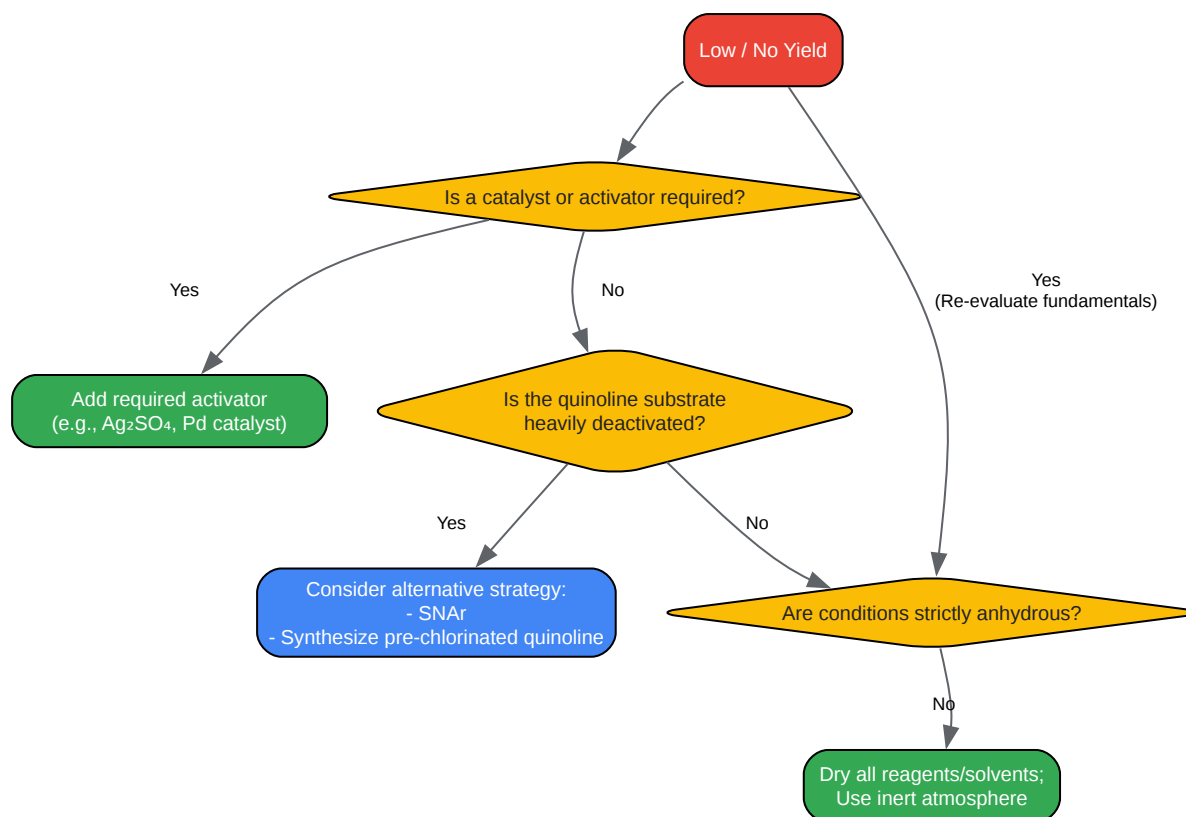 Low / No Yield
Is a catalyst or activator required?
Yes
No
Yes
(Re-evaluate fundamentals)
Add required activator
(e.g., Ag₂SO₄, Pd catalyst)
Is the quinoline substrate
heavily deactivated?
Yes
No
Consider alternative strategy:
- SNAr
- Synthesize pre-chlorinated quinoline
Are conditions strictly anhydrous?
No
Dry all reagents/solvents;
Use inert atmosphere